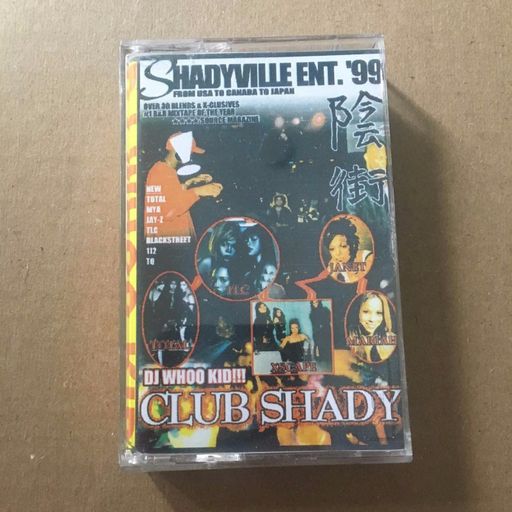 SHADYVILLE ENT. '99
FROM USA TO CANADA TO JAPAN
OVER 30 BLENDS & X-CLUSIVES
#1 R&B MIXTAPE OF THE YEAR
SOURCE MAGAZINE
陰街
NEW
TOTAL
MYA
JAY-Z
TLC
BLACKSTREET
112
TQ
TLC
JANET
TOTAL
XSCAPE
MARIAH
DJ WHOO KID!!!
CLUB SHADY